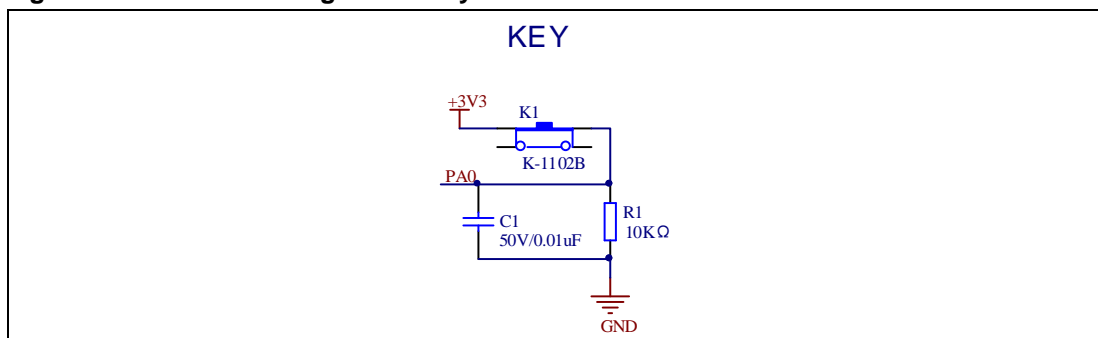 KEY
+3V3
K1
K-1102B
PA0
C1
50V/0.01uF
R1
10KΩ
GND